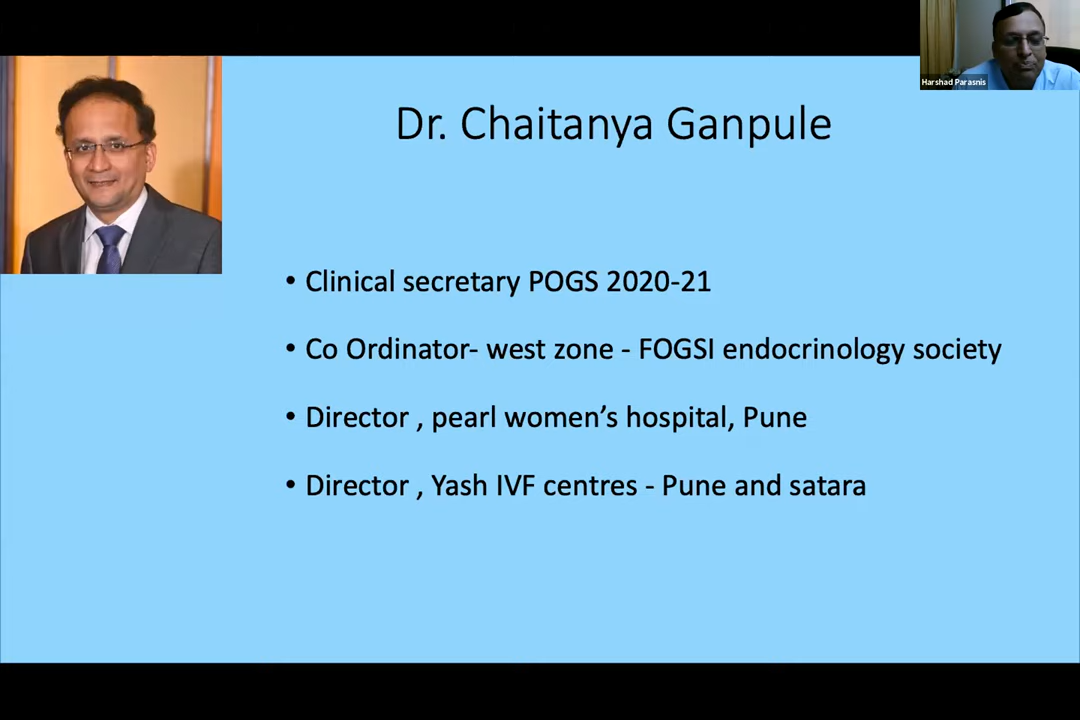 Harshad Parasnis
Dr. Chaitanya Ganpule
• Clinical secretary POGS 2020-21
• Co Ordinator- west zone - FOGSI endocrinology society
• Director , pearl women’s hospital, Pune
• Director , Yash IVF centres - Pune and satara